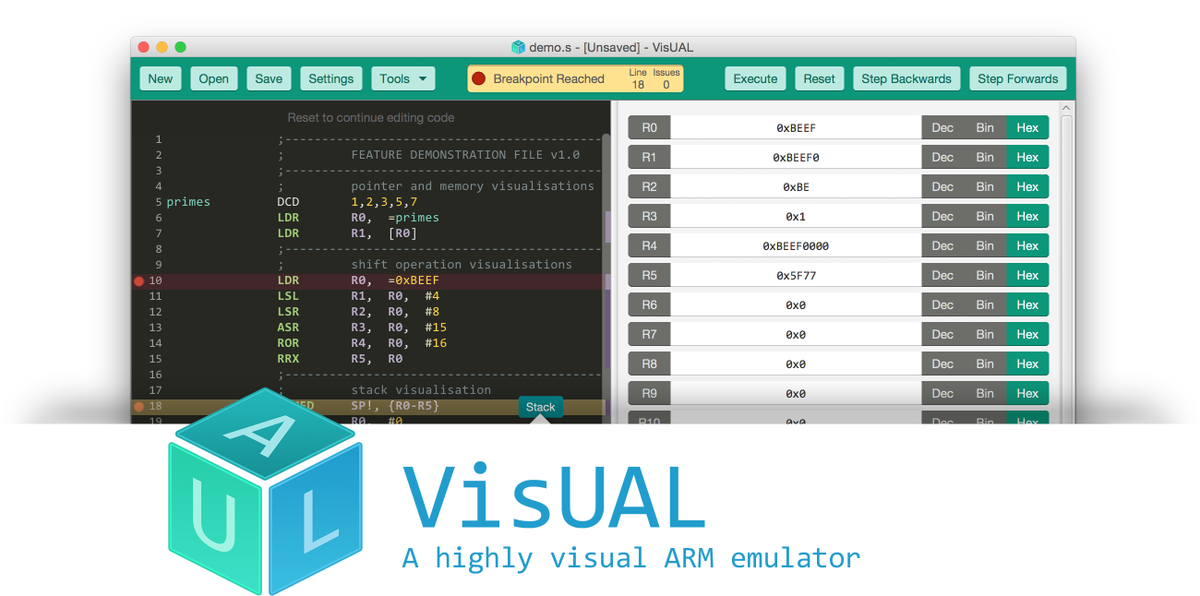 demo.s - [Unsaved] - VisUAL
New Open Save Settings Tools Breakpoint Reached Line 18 Issues 0 Execute Reset Step Backwards Step Forwards
Reset to continue editing code
1 ;-----------------------------------------
2 ; FEATURE DEMONSTRATION FILE v1.0
3 ;-----------------------------------------
4 ; pointer and memory visualisations
5 primes DCD 1,2,3,5,7
6 LDR R0, =primes
7 LDR R1, [R0]
8 ;-----------------------------------------
9 ; shift operation visualisations
10 LDR R0, =0xBEEF
11 LSL R1, R0, #4
12 LSR R2, R0, #8
13 ASR R3, R0, #15
14 ROR R4, R0, #16
15 RRX R5, R0
16 ;-----------------------------------------
17 ; stack visualisation
18 SP!, {R0-R5}
Stack
19 R0, #0
R0 0xBEEF Dec Bin Hex
R1 0xBEEF0 Dec Bin Hex
R2 0xBE Dec Bin Hex
R3 0x1 Dec Bin Hex
R4 0xBEEF0000 Dec Bin Hex
R5 0x5F77 Dec Bin Hex
R6 0x0 Dec Bin Hex
R7 0x0 Dec Bin Hex
R8 0x0 Dec Bin Hex
R9 0x0 Dec Bin Hex
R10 0x0 Dec Bin Hex
A
U L
VisUAL
A highly visual ARM emulator